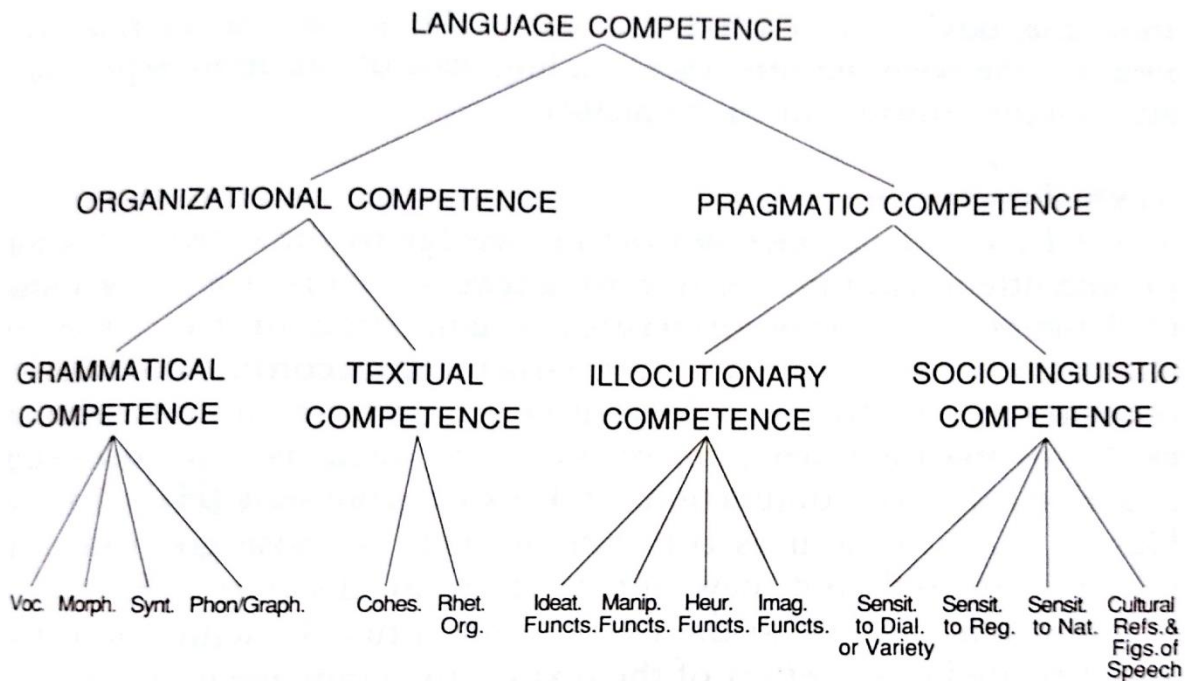 LANGUAGE COMPETENCE
ORGANIZATIONAL COMPETENCE
PRAGMATIC COMPETENCE
GRAMMATICAL
COMPETENCE
TEXTUAL
COMPETENCE
ILLOCUTIONARY
COMPETENCE
SOCIOLINGUISTIC
COMPETENCE
Voc.
Morph.
Synt.
Phon/Graph.
Cohes.
Rhet.
Org.
Ideat.
Functs.
Manip.
Functs.
Heur.
Functs.
Imag.
Functs.
Sensit.
to Dial.
or Variety
Sensit.
to Reg.
Sensit.
to Nat.
Cultural
Refs.&
Figs.of
Speech